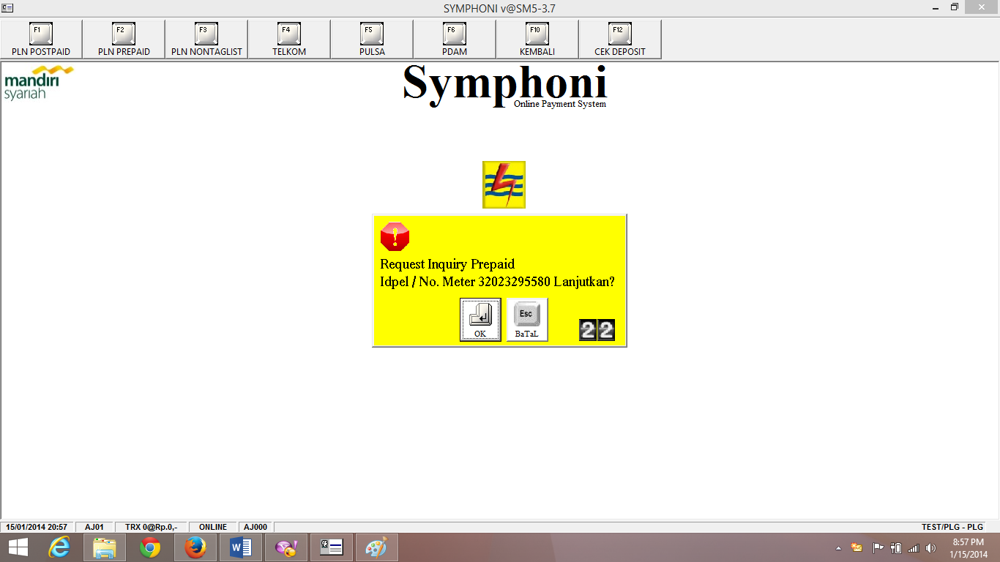 SYMPHONI v@SM5-3.7
F1 F2 F3 F4 F5 F6 F10 F12
PLN POSTPAID PLN PREPAID PLN NONTAGLIST TELKOM PULSA PDAM KEMBALI CEK DEPOSIT
mandiri
syariah
Symphoni
Online Payment System
Request Inquiry Prepaid
Idpel / No. Meter 32023295580 Lanjutkan?
Esc
OK BaTaL
22
15/01/2014 20:57 AJ01 TRX 0@Rp.0,- ONLINE AJ000 TEST/PLG - PLG
8:57 PM
1/15/2014